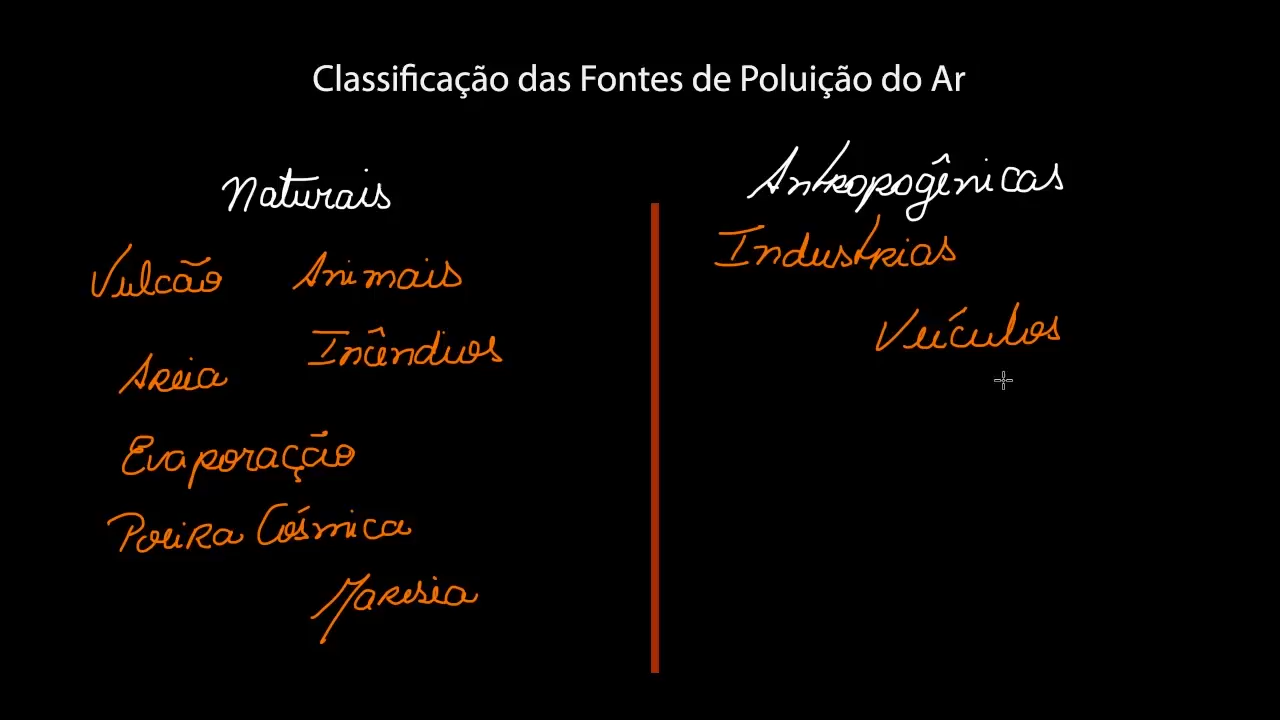 Classificação das Fontes de Poluição do Ar
Naturais
Vulcão Animais
Incêndios
Areia
Evaporação
Poeira Cósmica
Maresia
Antropogênicas
Industrias
Veículos